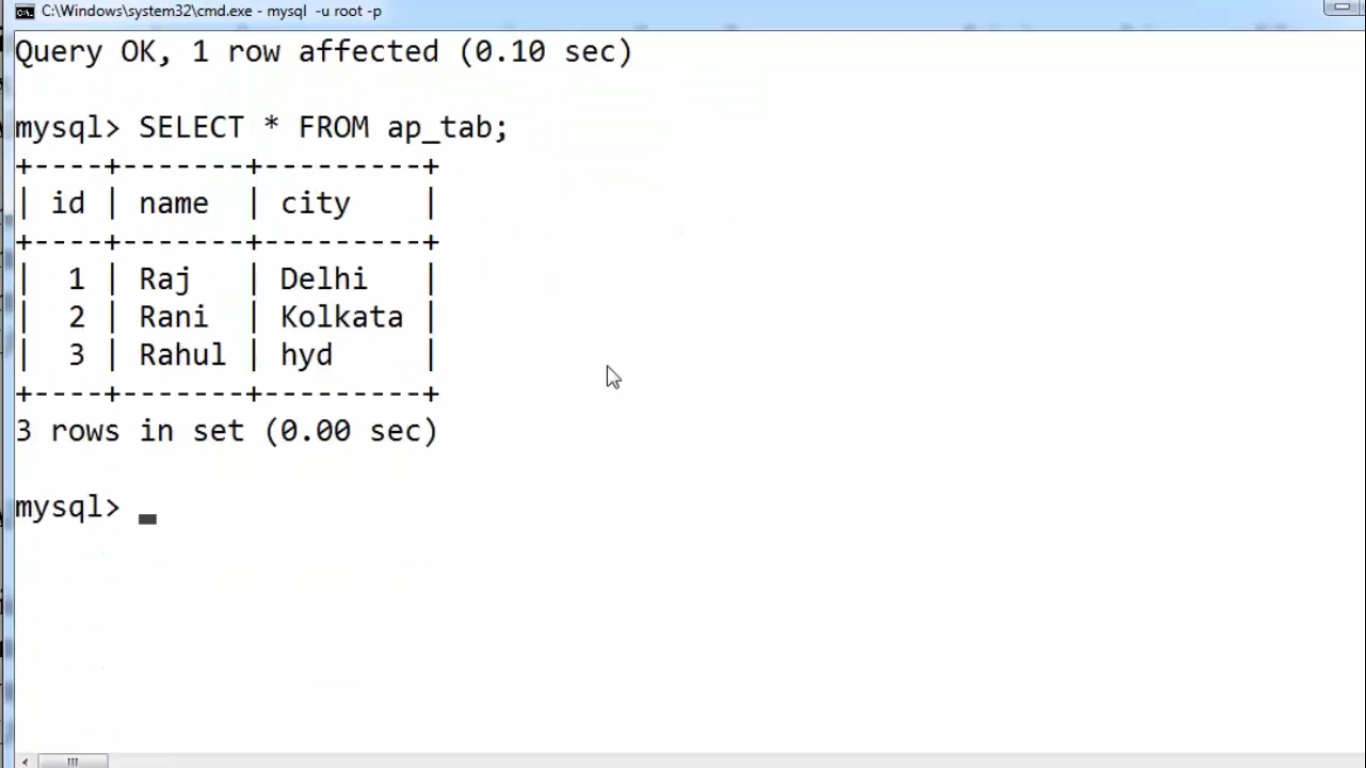 C:\Windows\system32\cmd.exe - mysql  -u root -p
Query OK, 1 row affected (0.10 sec)
mysql> SELECT * FROM ap_tab;
+----+-------+---------+
| id | name  | city    |
+----+-------+---------+
|  1 | Raj   | Delhi   |
|  2 | Rani  | Kolkata |
|  3 | Rahul | hyd     |
+----+-------+---------+
3 rows in set (0.00 sec)
mysql>